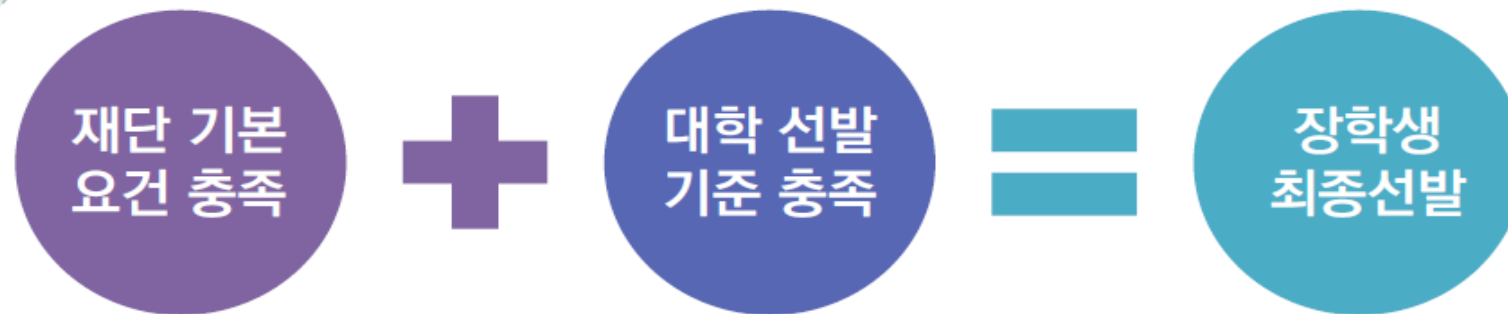 재단 기본
요건 충족
대학 선발
기준 충족
장학생
최종선발